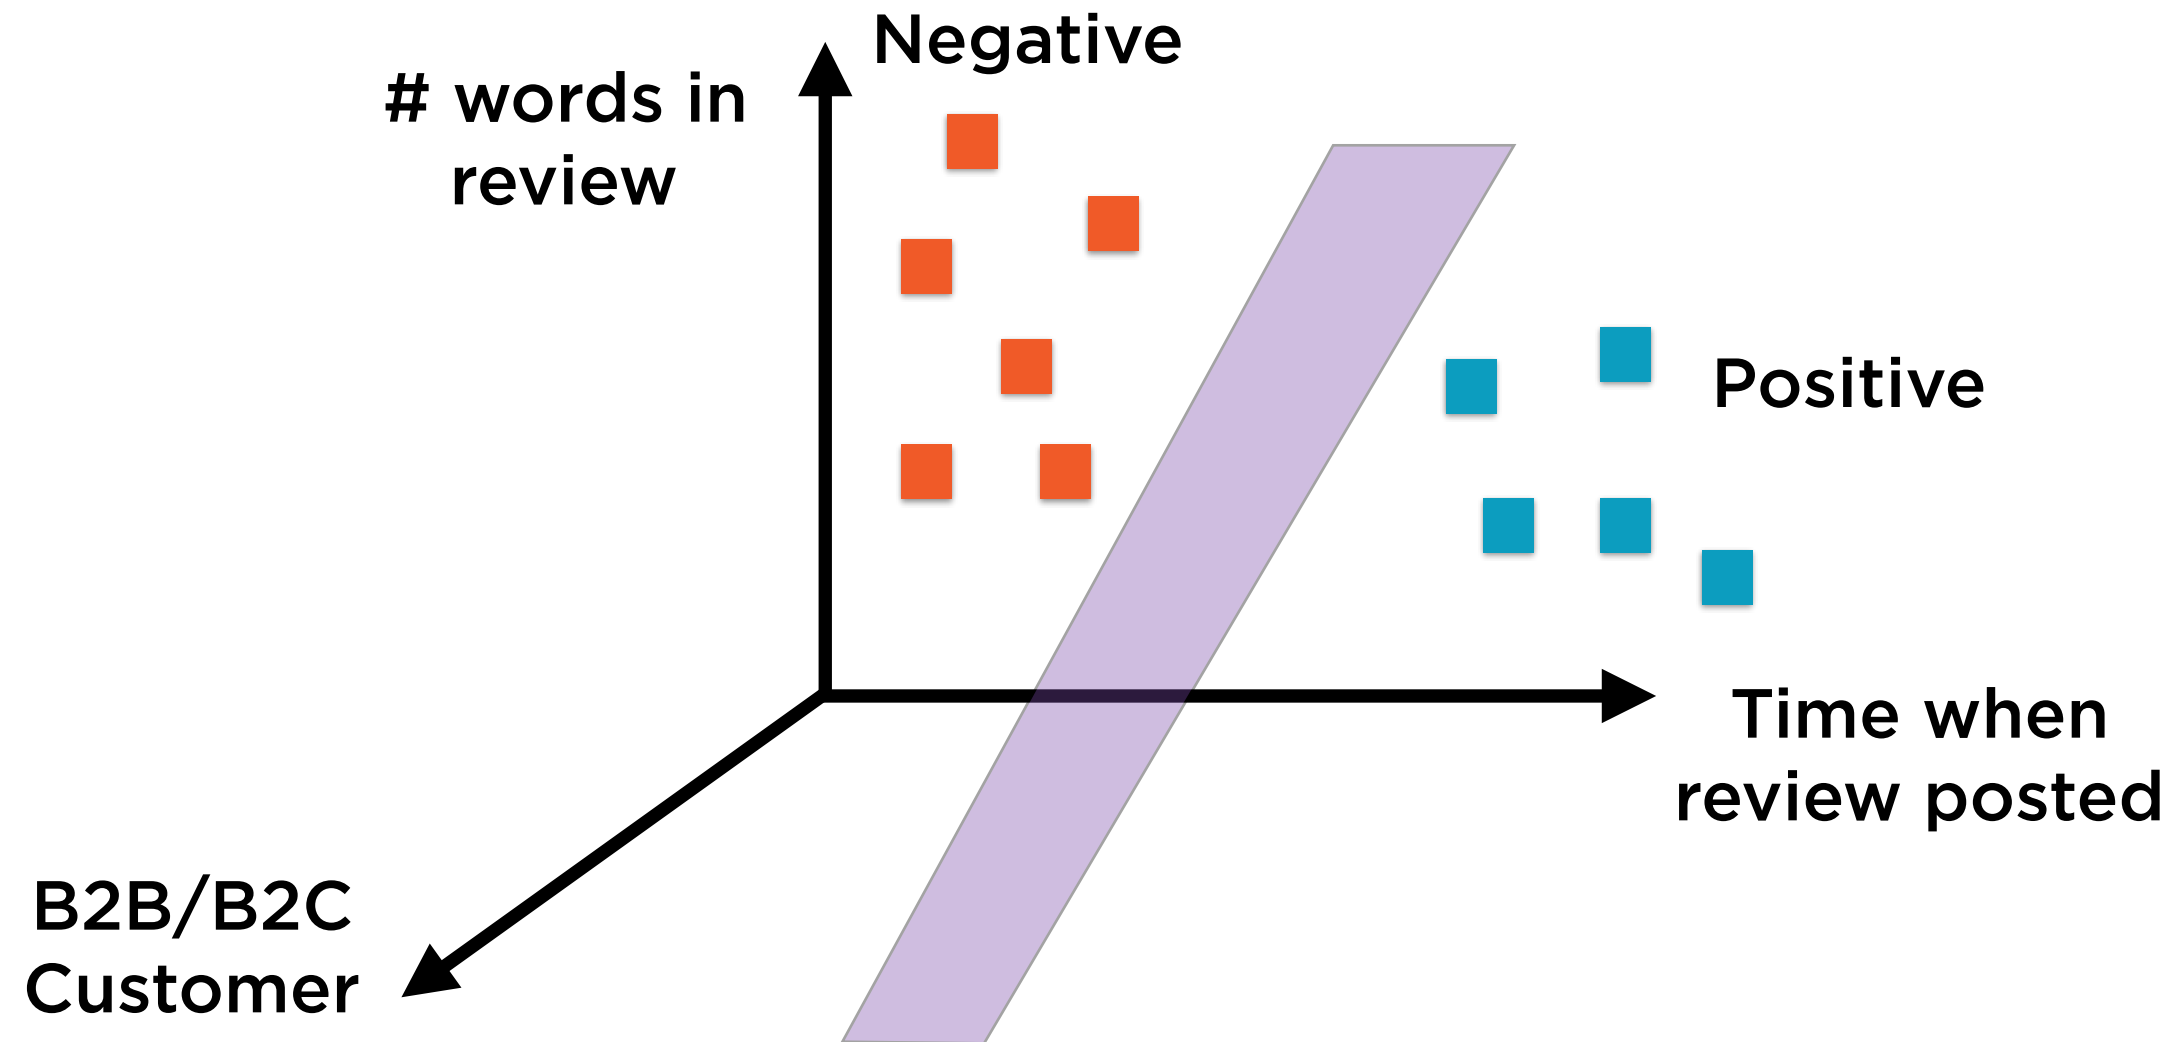 Negative
# words in
review
Positive
Time when
review posted
B2B/B2C
Customer